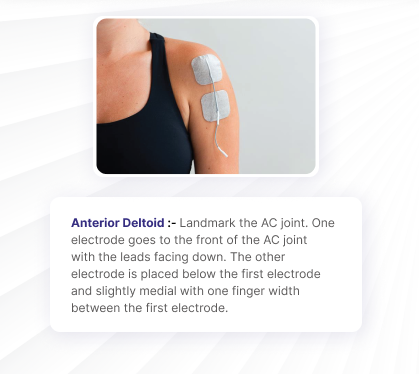 Anterior Deltoid :- Landmark the AC joint. One
electrode goes to the front of the AC joint
with the leads facing down. The other
electrode is placed below the first electrode
and slightly medial with one finger width
between the first electrode.